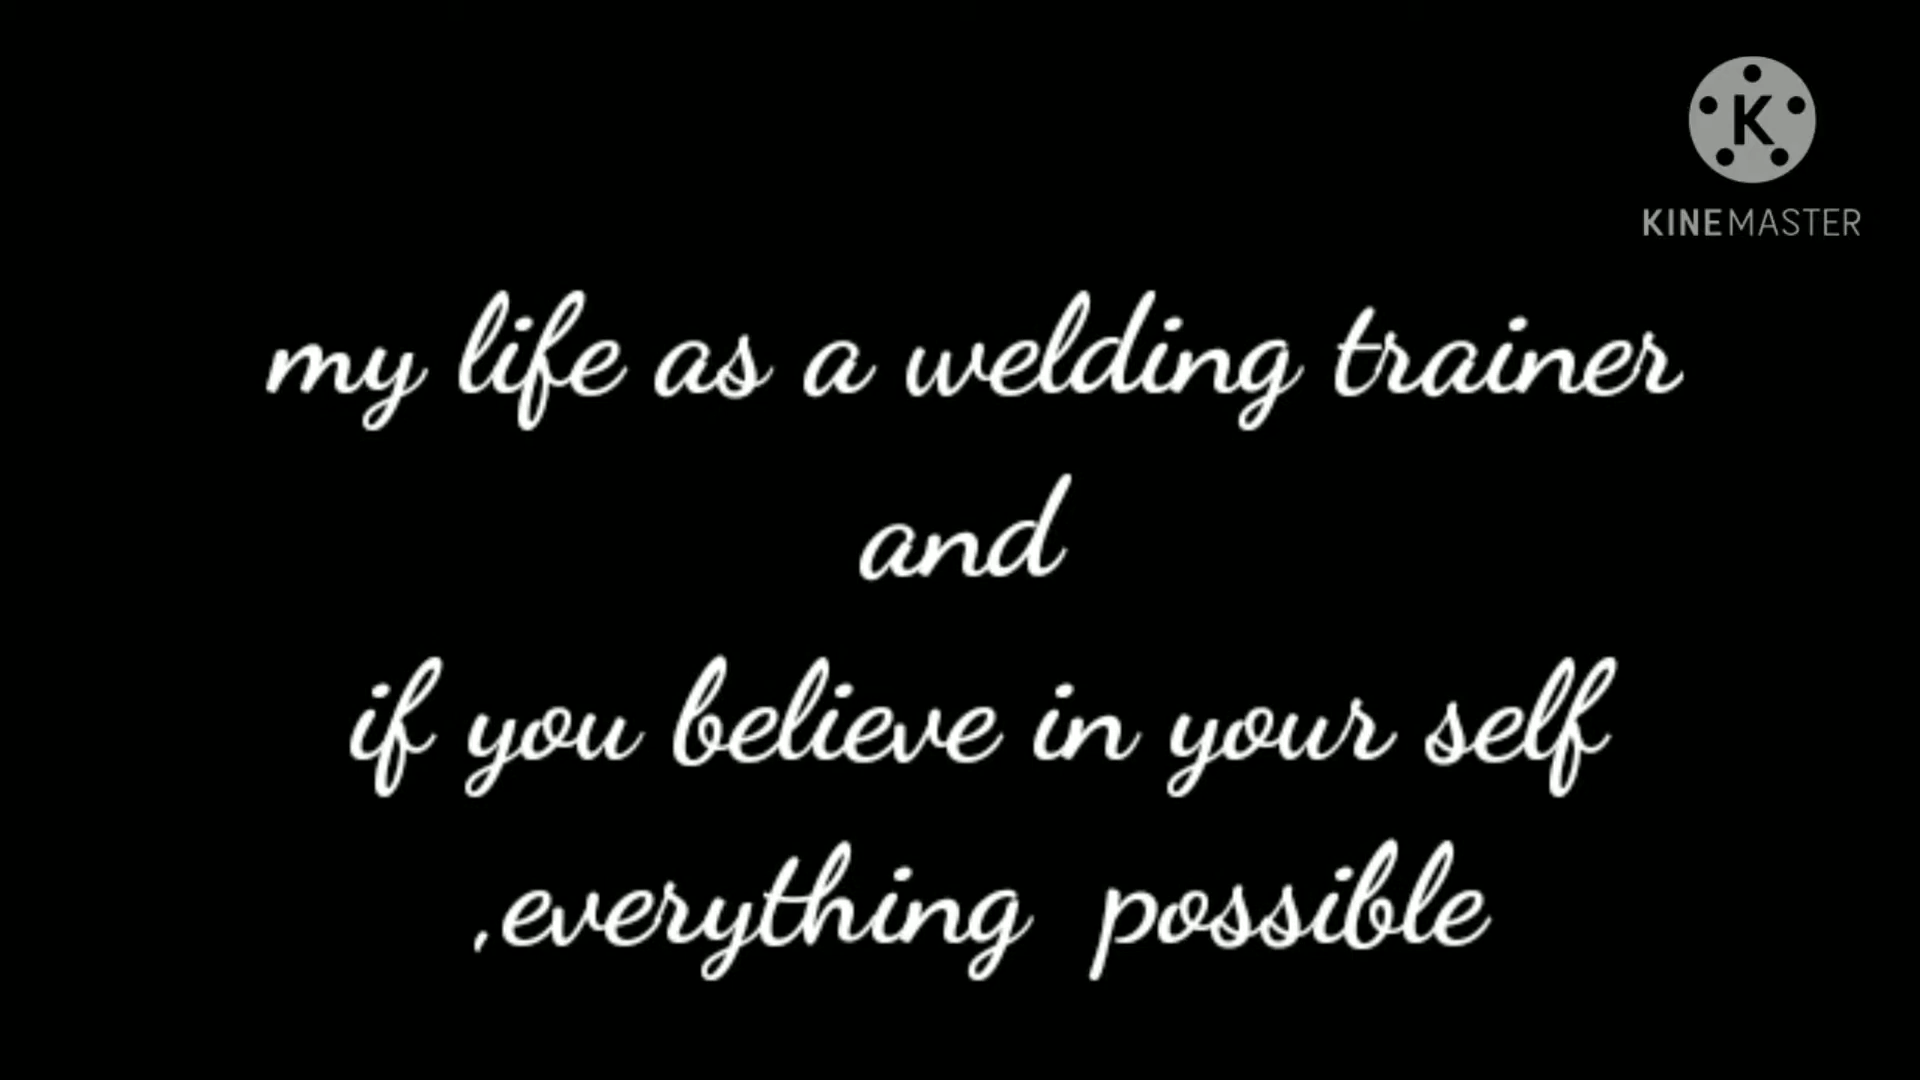 K
KINEMASTER
my life as a welding trainer
and
if you believe in your self
,everything possible